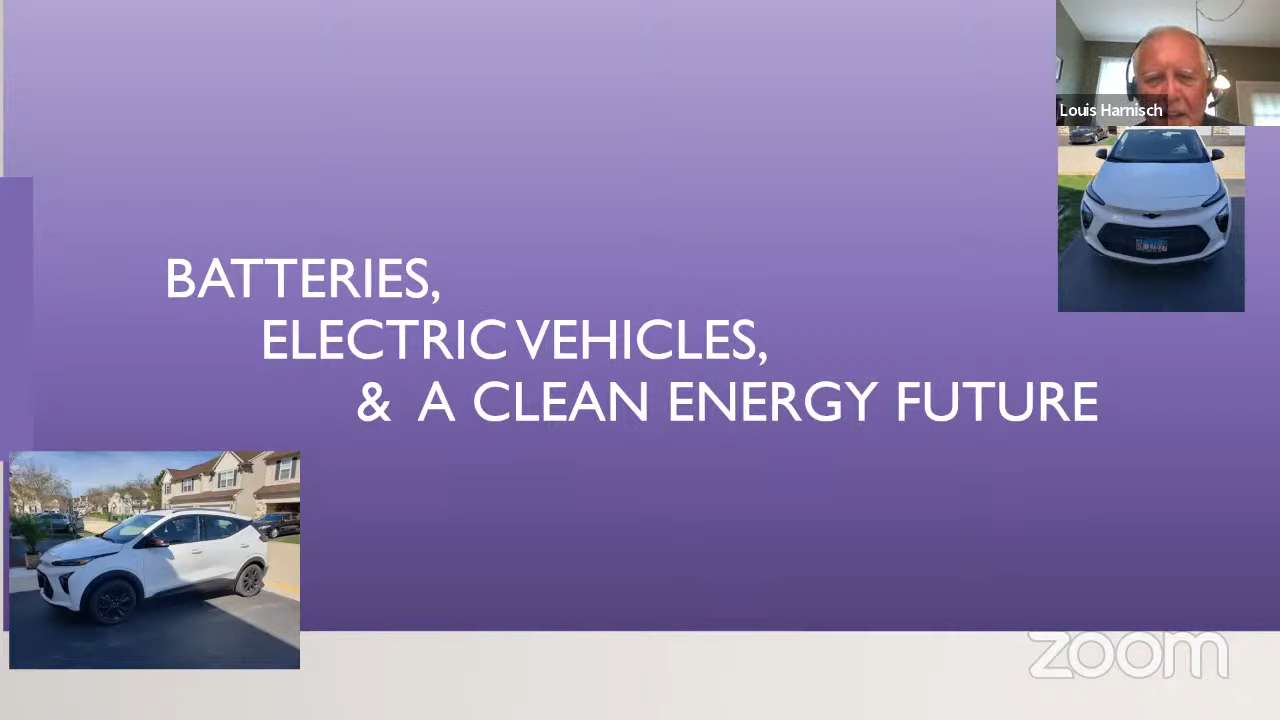 Louis Harnisch
BATTERIES,
ELECTRIC VEHICLES,
& A CLEAN ENERGY FUTURE
zoom